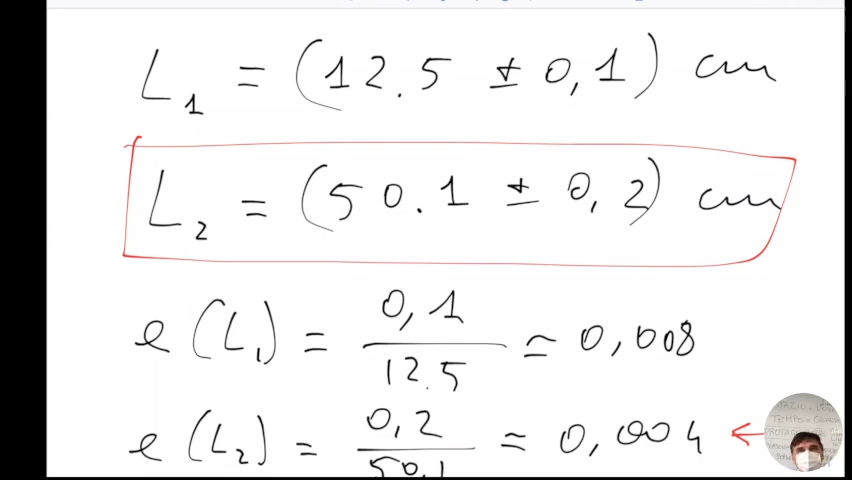 L1 = (12.5 ± 0,1) cm
L2 = (50.1 ± 0,2) cm
e(L1) = 0,1 / 12.5 ≃ 0,008
e(L2) = 0,2 / 50.1 ≃ 0,004